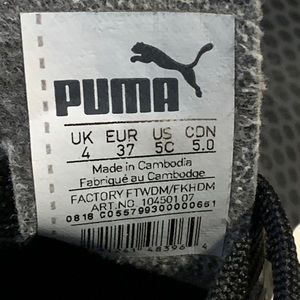 PUMA
UK EUR US CDN
4 37 5C 5.0
Made in Cambodia
Fabriqué au Cambodge
FACTORY FTWDM/FKHDM
ART.NO. 104501 07
0818 C0557993000000661